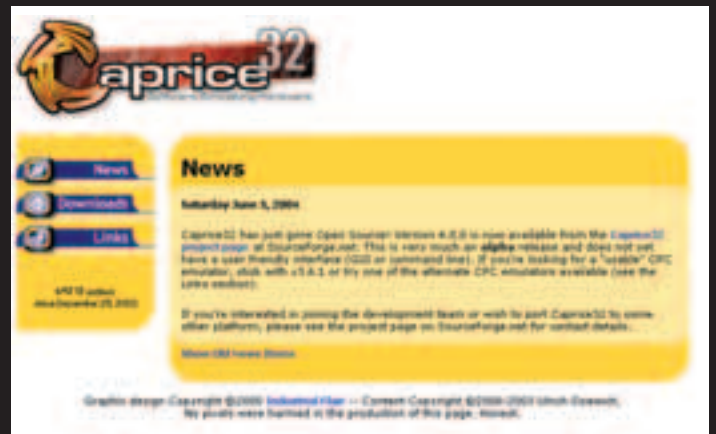 Caprice32
News
Downloads
Links
since December
News
Saturday June 5, 2004
Caprice32 has just gone Open Source! Version 4.0.0 is now available from the Caprice32
project page at SourceForge.net. This is very much an alpha release and does not yet
have a user friendly interface (GUI or command line). If you're looking for a "usable" CPC
emulator, stick with v3.6.1 or try one of the alternate CPC emulators available (see the
Links section).
If you're interested in joining the development team or wish to port Caprice32 to some
other platform, please see the project page on SourceForge.net for contact details.
Show Old News Items
Graphic design Copyright ©2000 Industrial Flair -- Content Copyright Ulrich
No pixels were harmed in the production of this page. Honest.